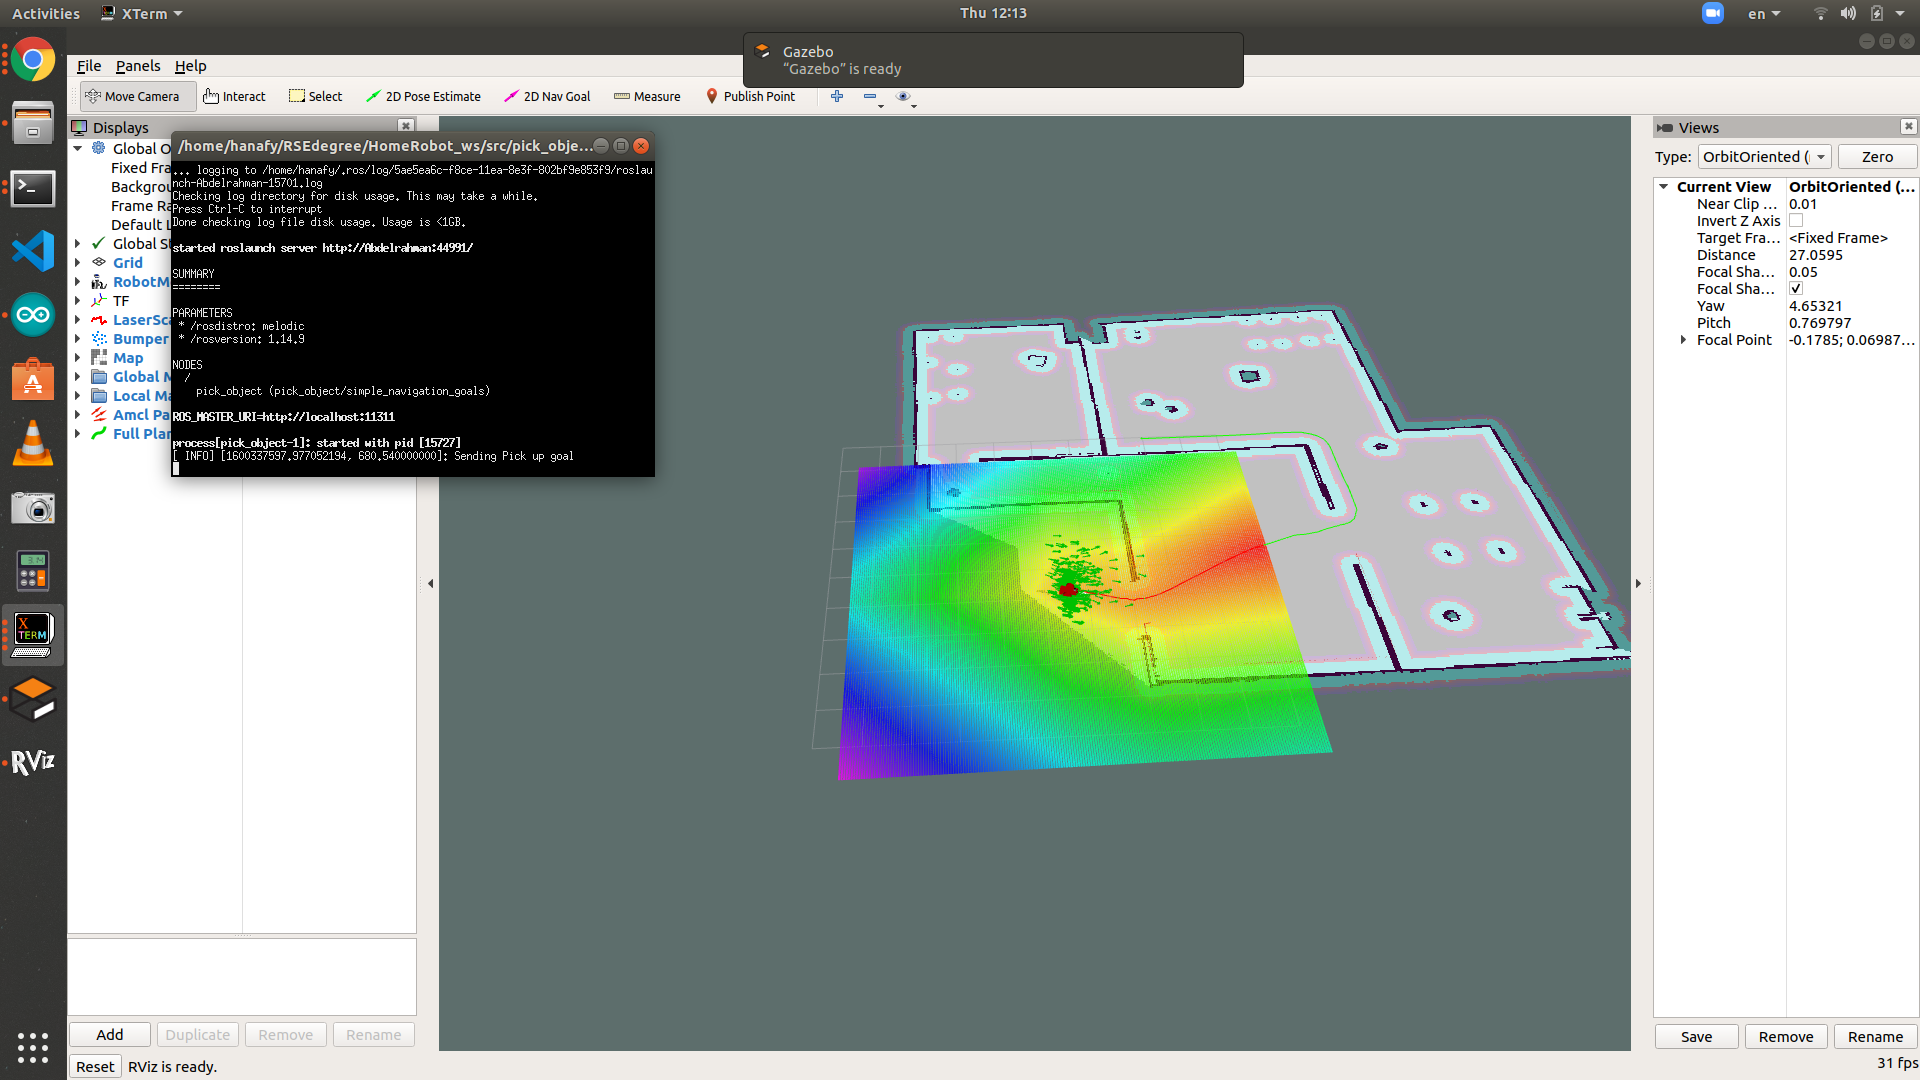 Activities
XTerm
Thu 12:13
en
Gazebo
“Gazebo” is ready
File Panels Help
Move Camera
Interact
Select
2D Pose Estimate
2D Nav Goal
Measure
Publish Point
Displays
Global O
Fixed Fra
Backgrou
Frame Ra
Default L
Global S
Grid
RobotM
TF
LaserSca
Bumper
Map
Global M
Local Ma
Amcl Pa
Full Plan
/home/hanafy/RSEdegree/HomeRobot_ws/src/pick_obje...
... logging to /home/hanafy/.ros/log/5ae5ea6c-f8ce-11ea-8e3f-802bf9e853f9/roslau
nch-Abdelrahman-15701.log
Checking log directory for disk usage. This may take a while.
Press Ctrl-C to interrupt
Done checking log file disk usage. Usage is <1GB.
started roslaunch server http://Abdelrahman:44991/
SUMMARY
========
PARAMETERS
* /rosdistro: melodic
* /rosversion: 1.14.9
NODES
/
pick_object (pick_object/simple_navigation_goals)
ROS_MASTER_URI=http://localhost:11311
process[pick_object-1]: started with pid [15727]
[ INFO] [1600337597.977052194, 680.540000000]: Sending Pick up goal
Views
Type: OrbitOriented (
Zero
Current View OrbitOriented (...
Near Clip ... 0.01
Invert Z Axis
Target Fra... <Fixed Frame>
Distance 27.0595
Focal Sha... 0.05
Focal Sha... ✓
Yaw 4.65321
Pitch 0.769797
Focal Point -0.1785; 0.06987...
X
TERM
RViz
Add
Duplicate
Remove
Rename
Save
Remove
Rename
Reset
RViz is ready.
31 fps